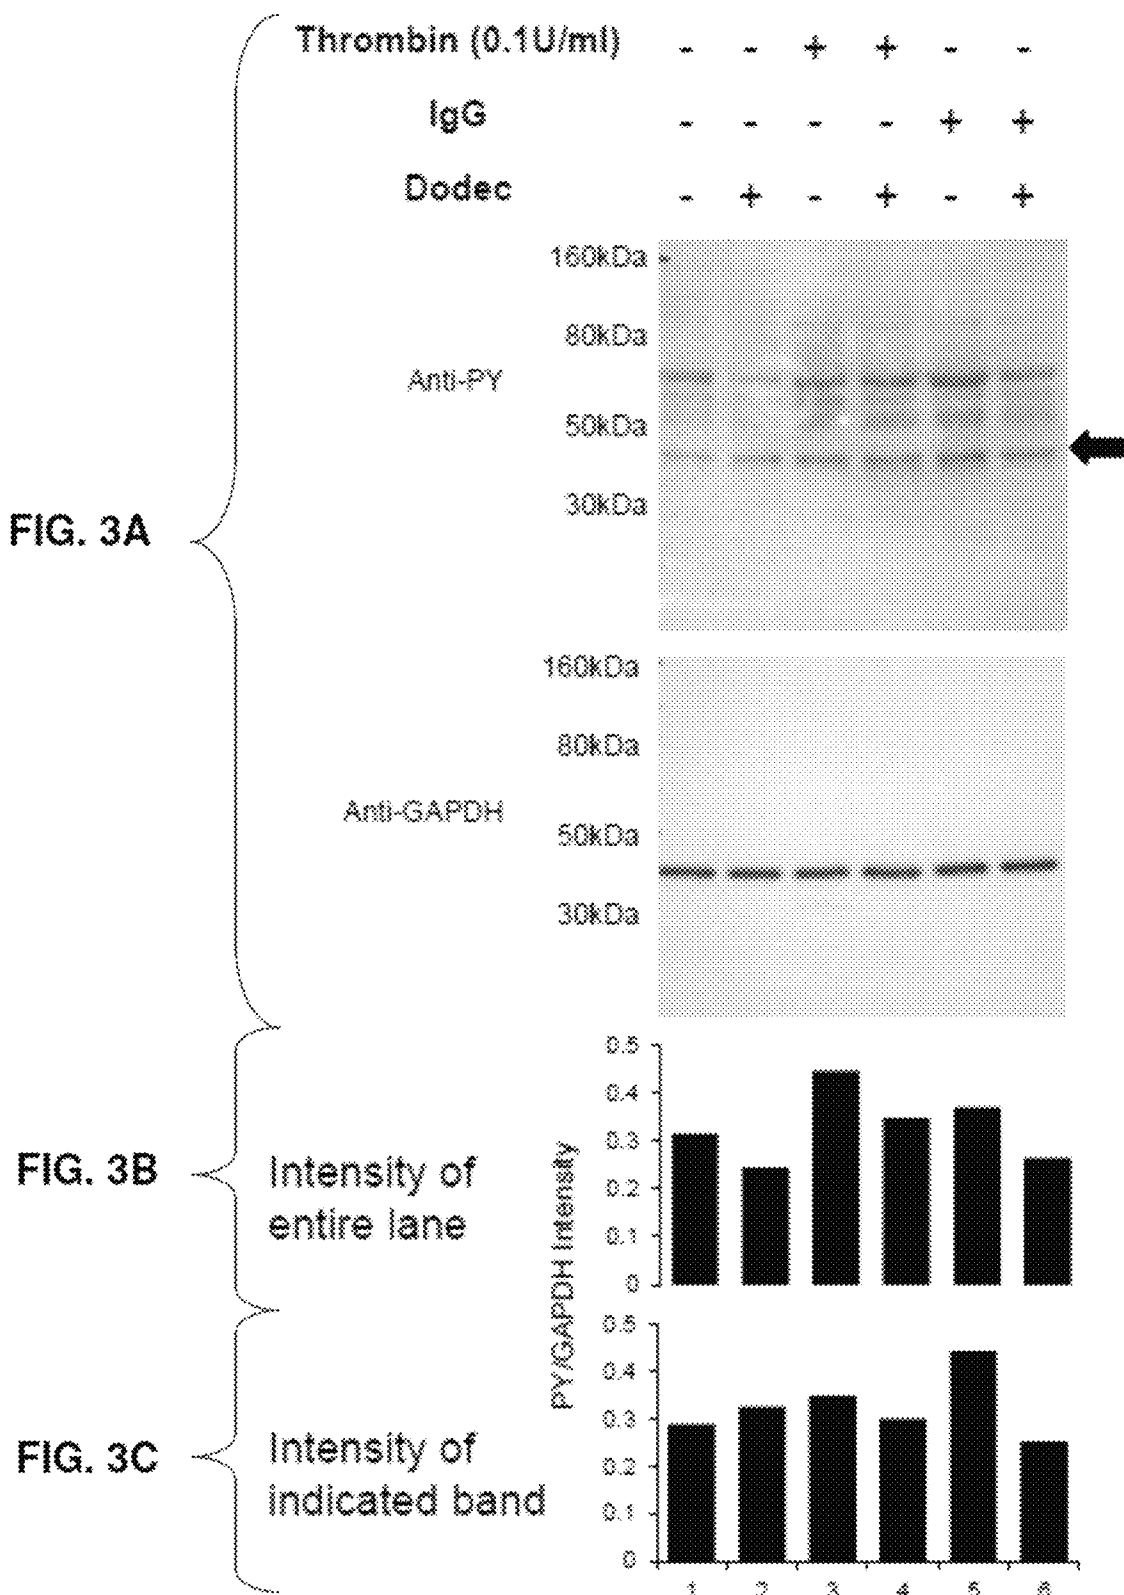 Thrombin (0.1U/ml) - - + + - -
IgG - - - - + +
Dodec - + - + - +
160kDa
80kDa
Anti-PY
50kDa
30kDa
FIG. 3A
160kDa
80kDa
Anti-GAPDH
50kDa
30kDa
0.5
0.4
0.3
0.2
0.1
0
FIG. 3B
Intensity of
entire lane
PY/GAPDH Intensity
0.5
0.4
0.3
0.2
0.1
0
FIG. 3C
Intensity of
indicated band
1 2 3 4 5 6